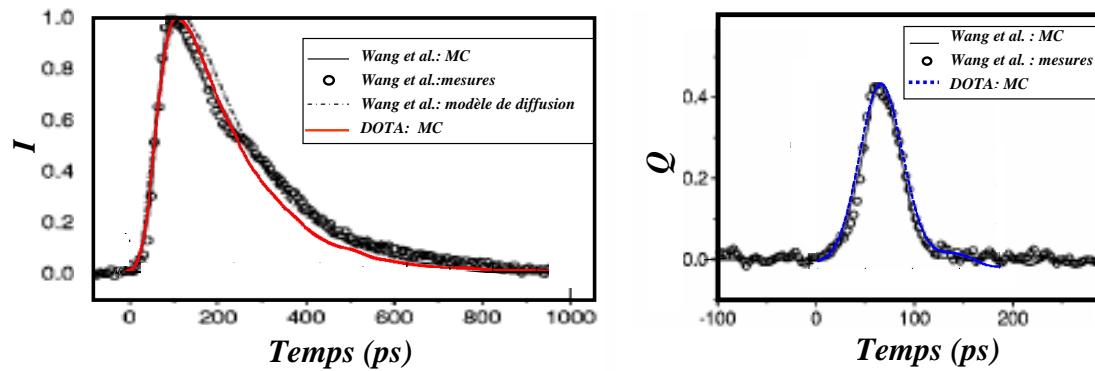 1.0
0.8
0.6
0.4
0.2
0.0
I
0
200
400
600
800
1000
Temps (ps)
Wang et al.: MC
Wang et al.:mesures
Wang et al.: modèle de diffusion
DOTA: MC
0.4
0.2
0.0
Q
-100
0
100
200
Temps (ps)
Wang et al. : MC
Wang et al. : mesures
DOTA: MC